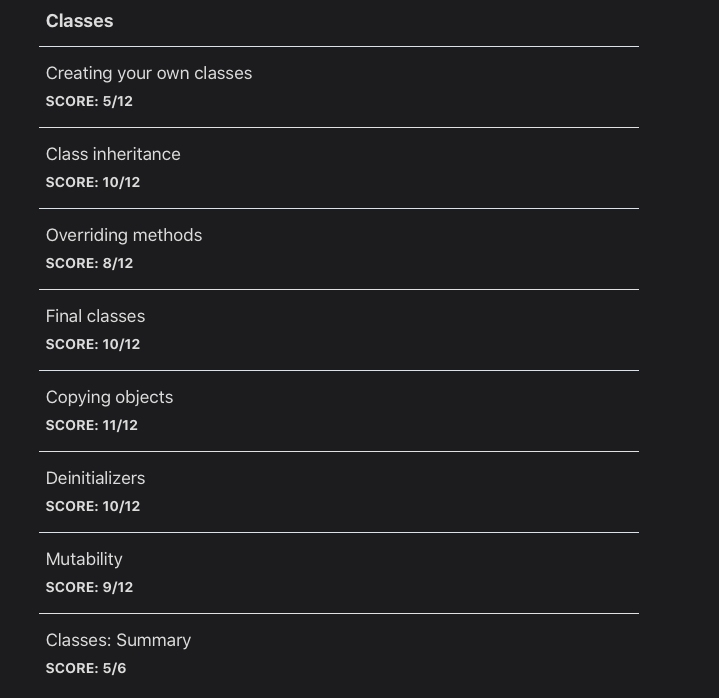 Classes
Creating your own classes
SCORE: 5/12
Class inheritance
SCORE: 10/12
Overriding methods
SCORE: 8/12
Final classes
SCORE: 10/12
Copying objects
SCORE: 11/12
Deinitializers
SCORE: 10/12
Mutability
SCORE: 9/12
Classes: Summary
SCORE: 5/6